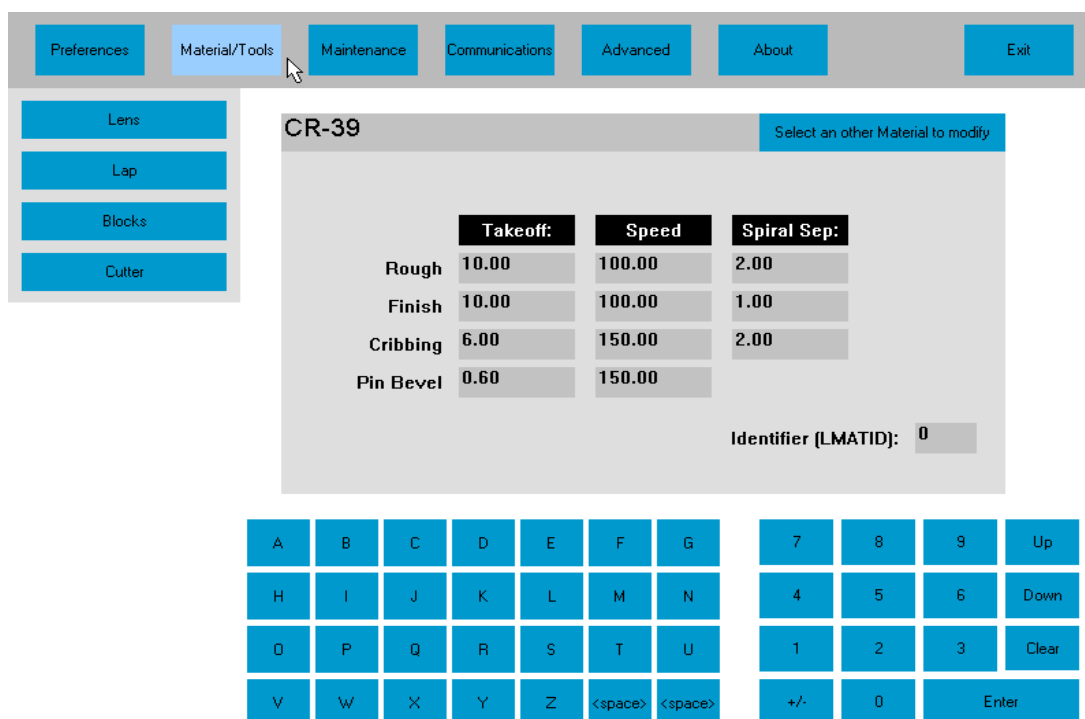 Preferences Material/Tools Maintenance Communications Advanced About Exit
Lens
Lap
Blocks
Cutter
CR-39 Select an other Material to modify
Takeoff: Speed Spiral Sep:
Rough 10.00 100.00 2.00
Finish 10.00 100.00 1.00
Cribbing 6.00 150.00 2.00
Pin Bevel 0.60 150.00
Identifier (LMATID): 0
A B C D E F G 7 8 9 Up
H I J K L M N 4 5 6 Down
O P Q R S T U 1 2 3 Clear
V W X Y Z <space> <space> +/- 0 Enter